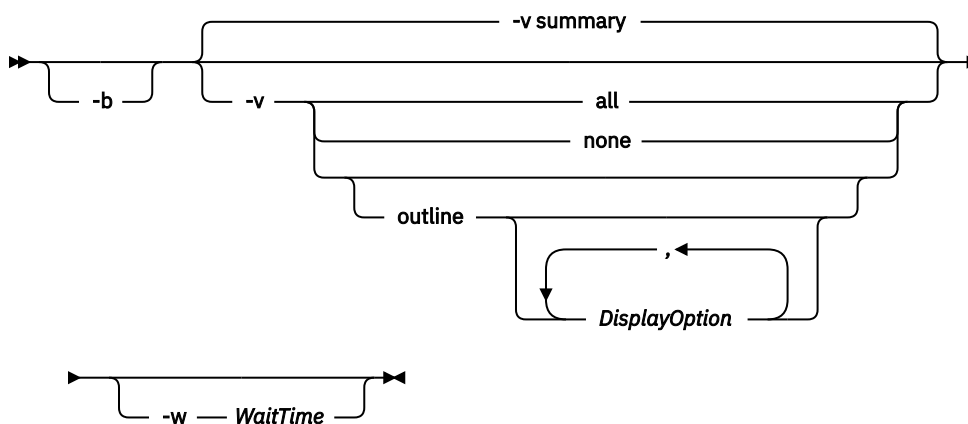 -v summary
-b
-v
all
none
outline
,
DisplayOption
-w WaitTime